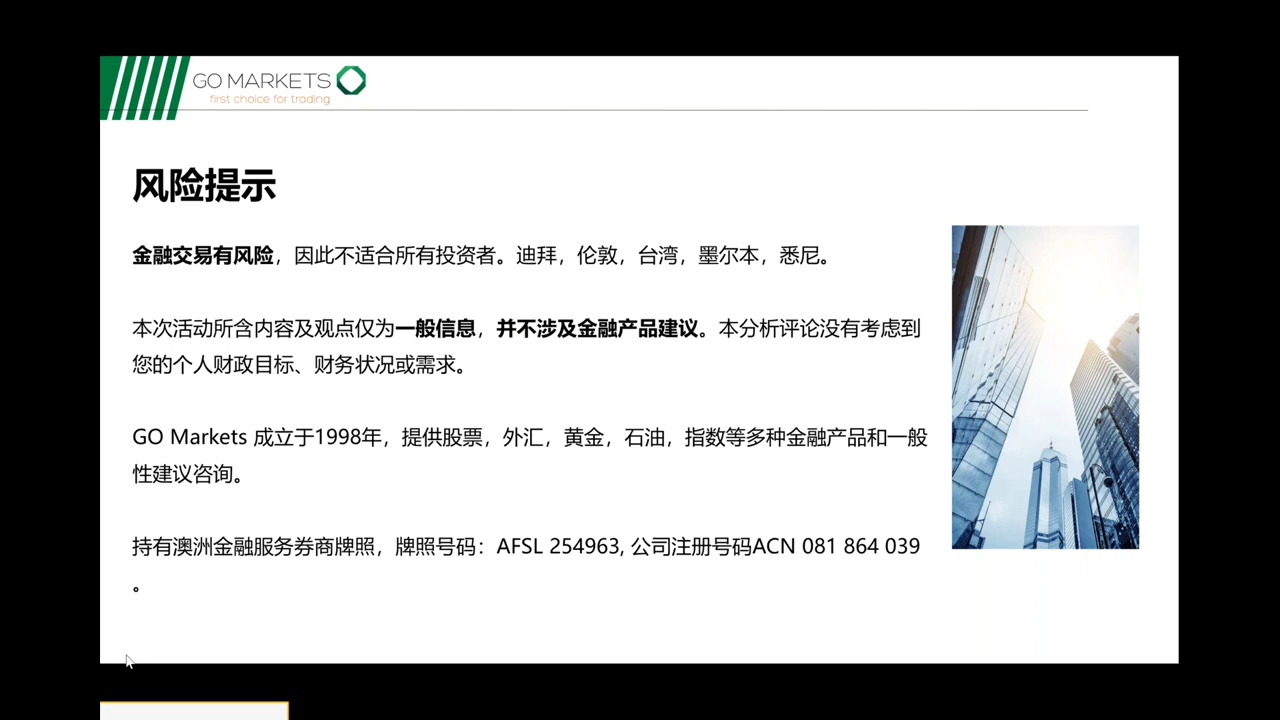 GO MARKETS
first choice for trading
风险提示
金融交易有风险，因此不适合所有投资者。迪拜，伦敦，台湾，墨尔本，悉尼。
本次活动所含内容及观点仅为一般信息，并不涉及金融产品建议。本分析评论没有考虑到
您的个人财政目标、财务状况或需求。
GO Markets 成立于1998年，提供股票，外汇，黄金，石油，指数等多种金融产品和一般
性建议咨询。
持有澳洲金融服务券商牌照，牌照号码：AFSL 254963, 公司注册号码ACN 081 864 039
。